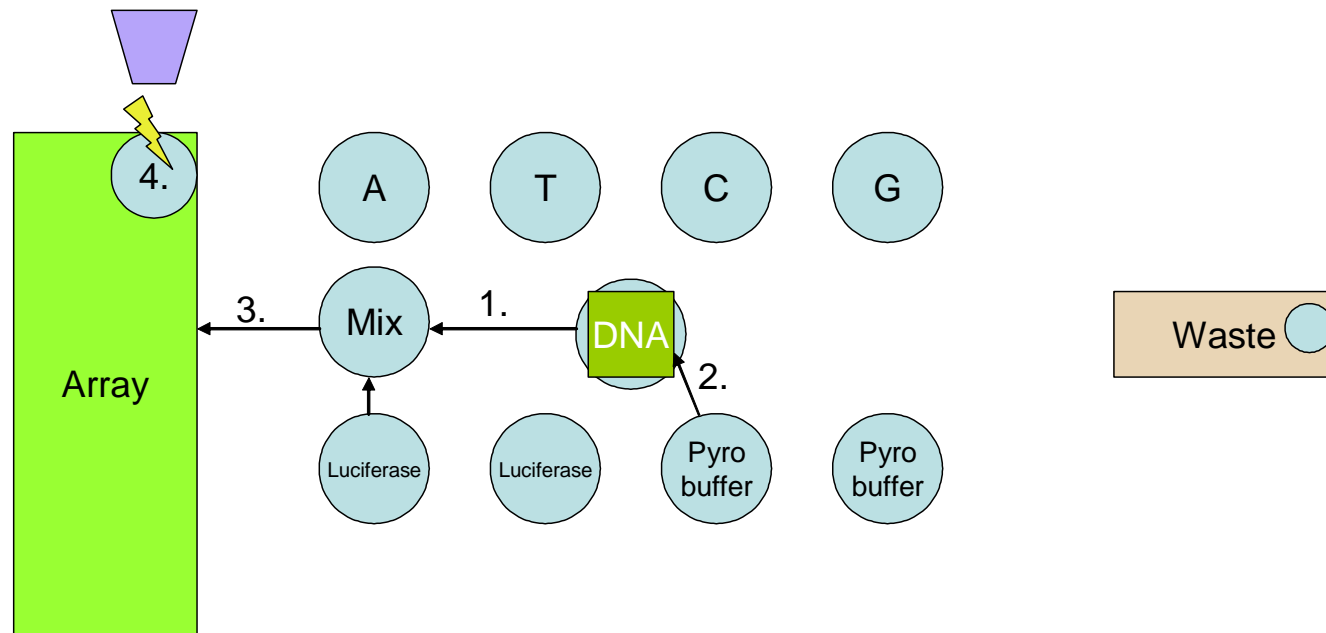 4.
A
T
C
G
3.
Mix
1.
DNA
Waste
Array
2.
Luciferase
Luciferase
Pyro
buffer
Pyro
buffer